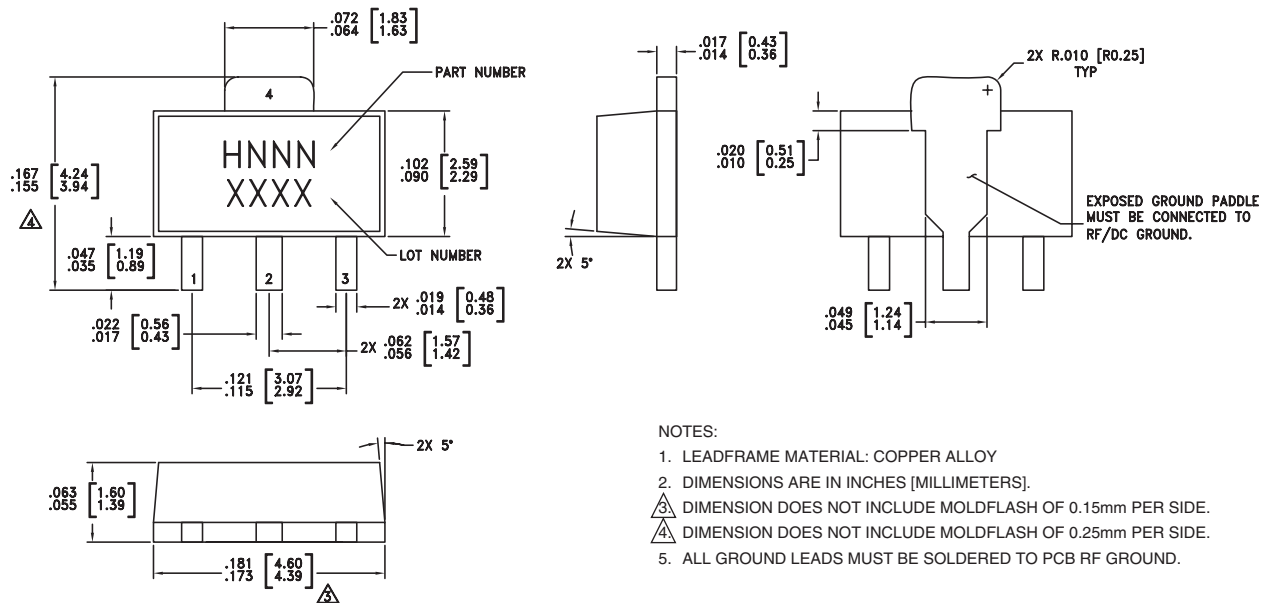 .072 [1.83]
.064 [1.63]
PART NUMBER
4
HNNN
XXXX
.167 [4.24]
.155 [3.94]
4
.102 [2.59]
.090 [2.29]
.047 [1.19]
.035 [0.89]
LOT NUMBER
1
2
3
2X .019 [0.48]
.014 [0.36]
.022 [0.56]
.017 [0.43]
2X .062 [1.57]
.056 [1.42]
.121 [3.07]
.115 [2.92]
.017 [0.43]
.014 [0.36]
2X 5°
2X R.010 [R0.25]
TYP
.020 [0.51]
.010 [0.25]
EXPOSED GROUND PADDLE
MUST BE CONNECTED TO
RF/DC GROUND.
.049 [1.24]
.045 [1.14]
2X 5°
.063 [1.60]
.055 [1.39]
.181 [4.60]
.173 [4.39]
3
NOTES:
1. LEADFRAME MATERIAL: COPPER ALLOY
2. DIMENSIONS ARE IN INCHES [MILLIMETERS].
3. DIMENSION DOES NOT INCLUDE MOLDFLASH OF 0.15mm PER SIDE.
4. DIMENSION DOES NOT INCLUDE MOLDFLASH OF 0.25mm PER SIDE.
5. ALL GROUND LEADS MUST BE SOLDERED TO PCB RF GROUND.